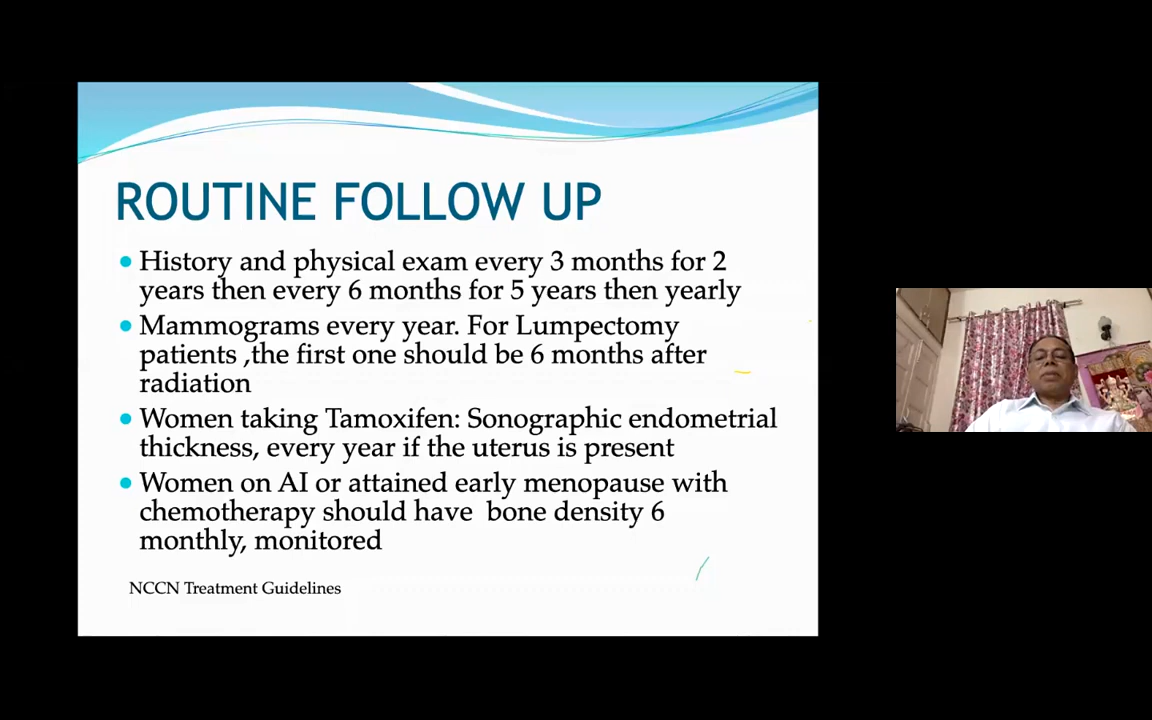 ROUTINE FOLLOW UP
History and physical exam every 3 months for 2
years then every 6 months for 5 years then yearly
Mammograms every year. For Lumpectomy
patients ,the first one should be 6 months after
radiation
Women taking Tamoxifen: Sonographic endometrial
thickness, every year if the uterus is present
Women on AI or attained early menopause with
chemotherapy should have bone density 6
monthly, monitored
NCCN Treatment Guidelines